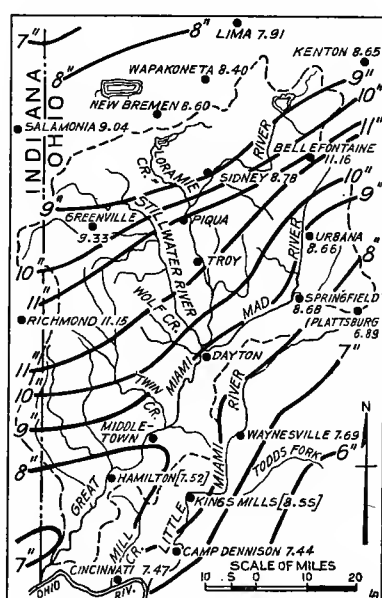 7"
8"
LIMA 7.91
KENTON 8.65
WAPAKONETA 8.40
9"
10"
NEW BREMEN 8.60
11"
SALAMONIA 9.04
INDIANA
OHIO
LORAMIE CR.
RIVER
BELLEFONTAINE 11.16
SIDNEY 8.78
10"
9"
9"
GREENVILLE 9.33
STILLWATER RIVER
PIQUA
URBANA 8.66
10"
TROY
RIVER
8"
11"
WOLF CR.
MAD
SPRINGFIELD 8.68
PLATTSBURG 6.89
RICHMOND 11.15
MIAMI
DAYTON
7"
11"
10"
TWIN CR.
RIVER
9"
MIDDLETOWN
WAYNESVILLE 7.69
N
8"
MIAMI
TODDS FORK
6"
GREAT
HAMILTON [7.52]
KINGS MILLS [8.55]
LITTLE
7"
MILL CR.
CAMP DENNISON 7.44
CINCINNATI 7.47
SCALE OF MILES
OHIO RIV.
10 5 0 10 20